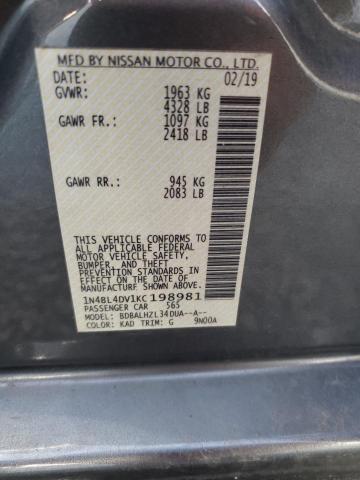 MFD BY NISSAN MOTOR CO., LTD.
DATE: 02/19
GVWR: 1963 KG
4328 LB
GAWR FR.: 1097 KG
2418 LB
GAWR RR.: 945 KG
2083 LB
THIS VEHICLE CONFORMS TO
ALL APPLICABLE FEDERAL
MOTOR VEHICLE SAFETY,
BUMPER, AND THEFT
PREVENTION STANDARDS
IN EFFECT ON THE DATE OF
MANUFACTURE SHOWN ABOVE.
1N4BL4DV1KC198981
PASSENGER CAR 565
MODEL: BDBALHZL34DUA--A--
COLOR: KAD TRIM: G 9N00A